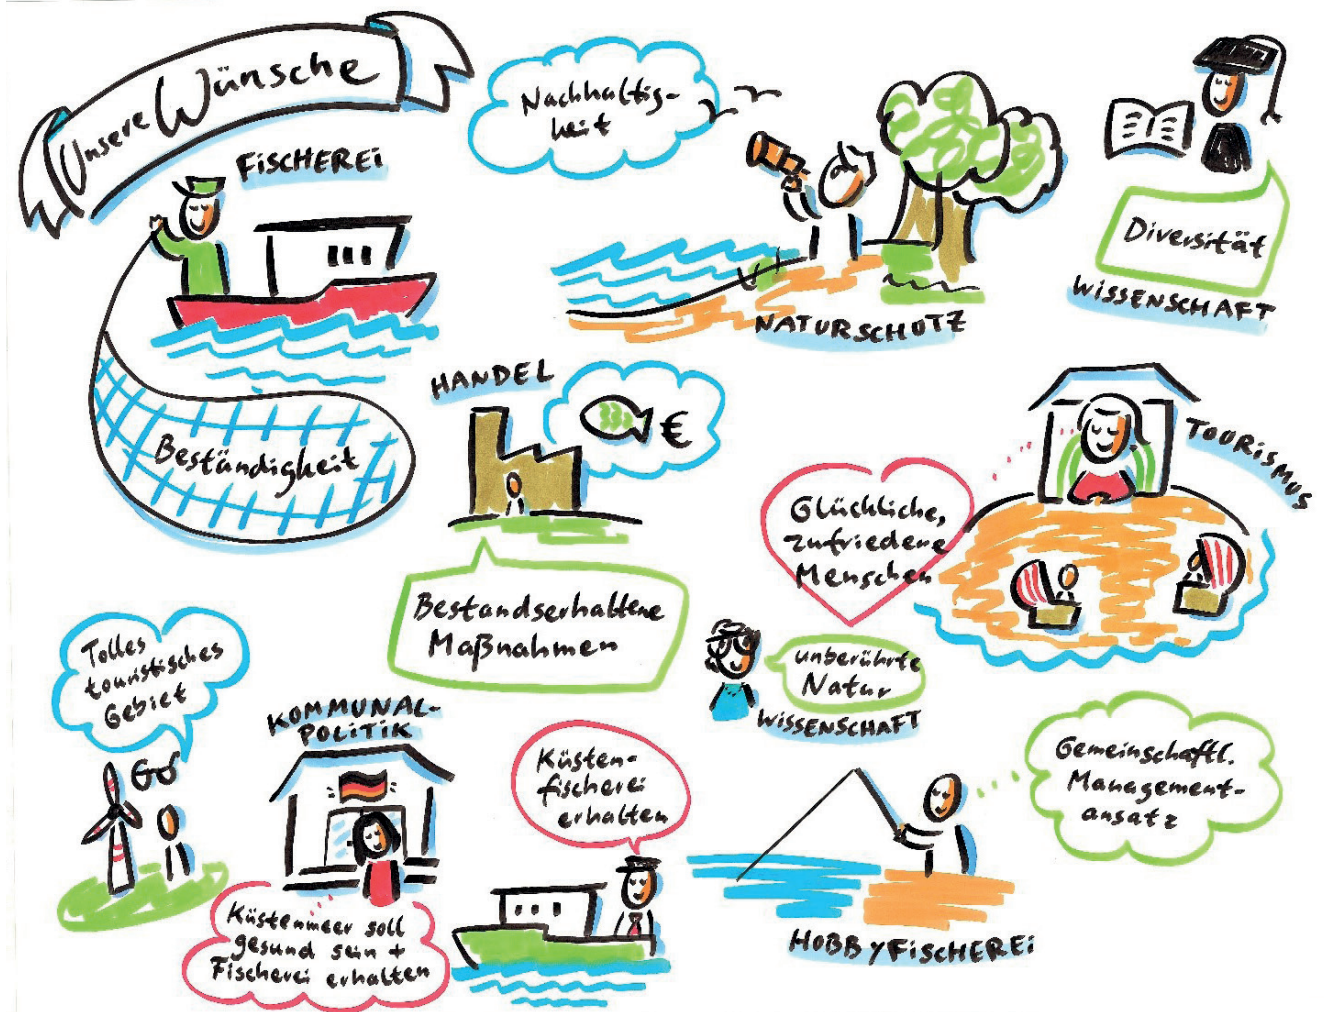 Unsere Wünsche
FISCHEREI
Beständigkeit
Nachhaltig-
keit
NATURSCHUTZ
Diversität
WISSENSCHAFT
HANDEL
€
Bestandserhaltene
Maßnahmen
TOURISMUS
Glückliche,
zufriedene
Menschen
unberührte
Natur
WISSENSCHAFT
Tolles
touristisches
Gebiet
KOMMUNAL-
POLITIK
Küstenmeer soll
gesund sein +
Fischerei erhalten
Küsten-
fischerei
erhalten
Gemeinschaftl.
Management-
ansatz
HOBBYFISCHEREI